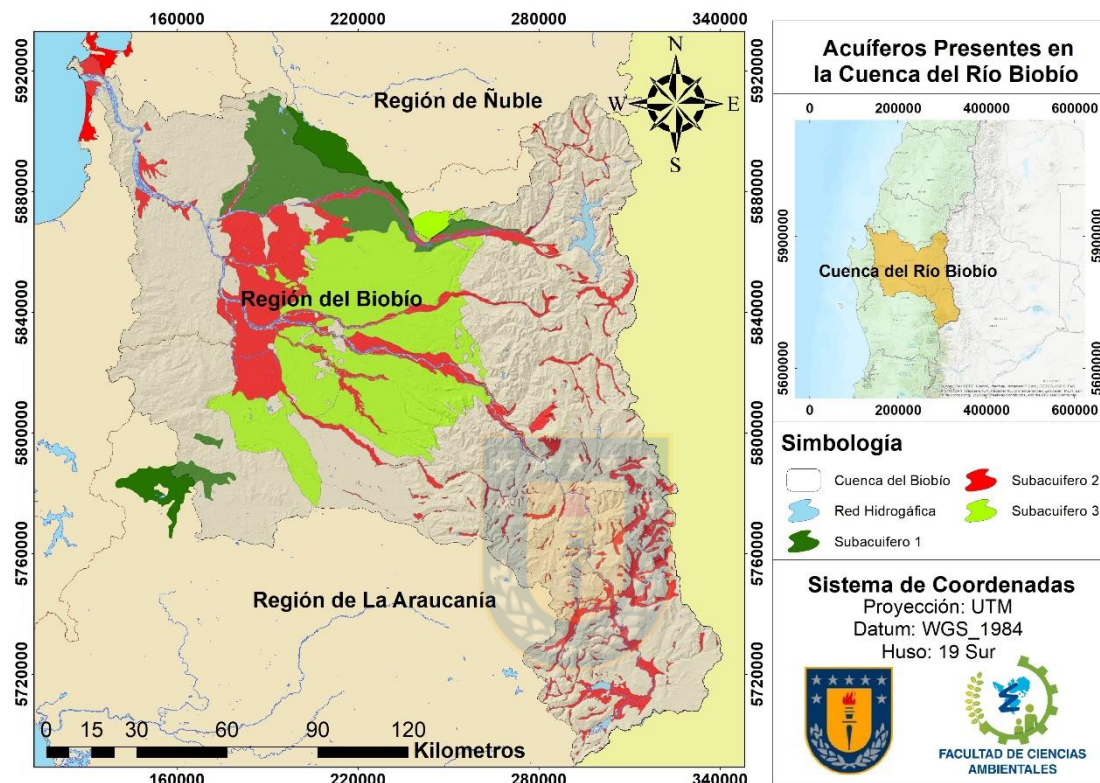 160000 220000 280000 340000
5920000
5880000
5840000
5800000
5760000
5720000
Región de Ñuble
N
W E
S
Región del Biobío
Región de La Araucanía
0 15 30 60 90 120
Kilometros
160000 220000 280000 340000
5920000
5880000
5840000
5800000
5760000
5720000
Acuíferos Presentes en
la Cuenca del Río Biobío
0 200000 400000 600000
5900000
5600000
Cuenca del Río Biobío
5900000
5600000
0 200000 400000 600000
Simbología
Cuenca del Biobío
Red Hidrogáfica
Subacuifero 1
Subacuifero 2
Subacuifero 3
Sistema de Coordenadas
Proyección: UTM
Datum: WGS_1984
Huso: 19 Sur
FACULTAD DE CIENCIAS
AMBIENTALES